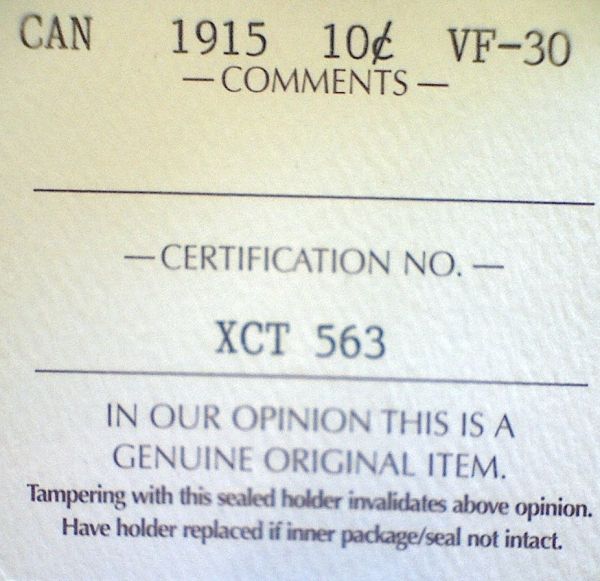 CAN 1915 10¢ VF-30
—COMMENTS—
—CERTIFICATION NO.—
XCT 563
IN OUR OPINION THIS IS A
GENUINE ORIGINAL ITEM.
Tampering with this sealed holder invalidates above opinion.
Have holder replaced if inner package/seal not intact.